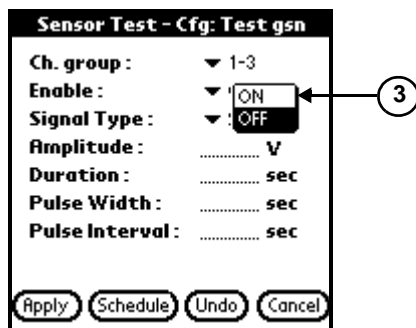 Sensor Test - Cfg: Test gsn
Ch. group : 1-3
Enable : ON
Signal Type : OFF
Amplitude : V
Duration : sec
Pulse Width : sec
Pulse Interval : sec
Apply Schedule Undo Cancel
3